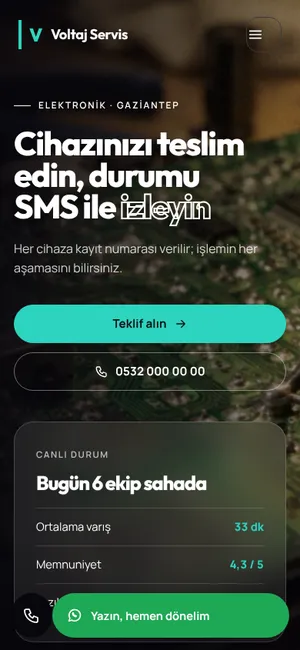 V Voltaj Servis
ELEKTRONİK · GAZİANTEP
Cihazınızı teslim
edin, durumu
SMS ile izleyin
Her cihaza kayıt numarası verilir; işlemin her
aşamasını bilirsiniz.
Teklif alın →
0532 000 00 00
CANLI DURUM
Bugün 6 ekip sahada
Ortalama varış 33 dk
Memnuniyet 4,3 / 5
Yazın, hemen dönelim